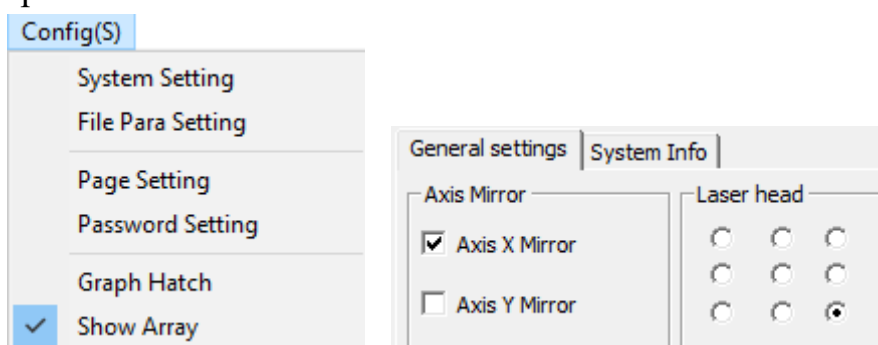 Config(S)
System Setting
File Para Setting
Page Setting
Password Setting
Graph Hatch
Show Array
General settings
System Info
Axis Mirror
Axis X Mirror
Axis Y Mirror
Laser head